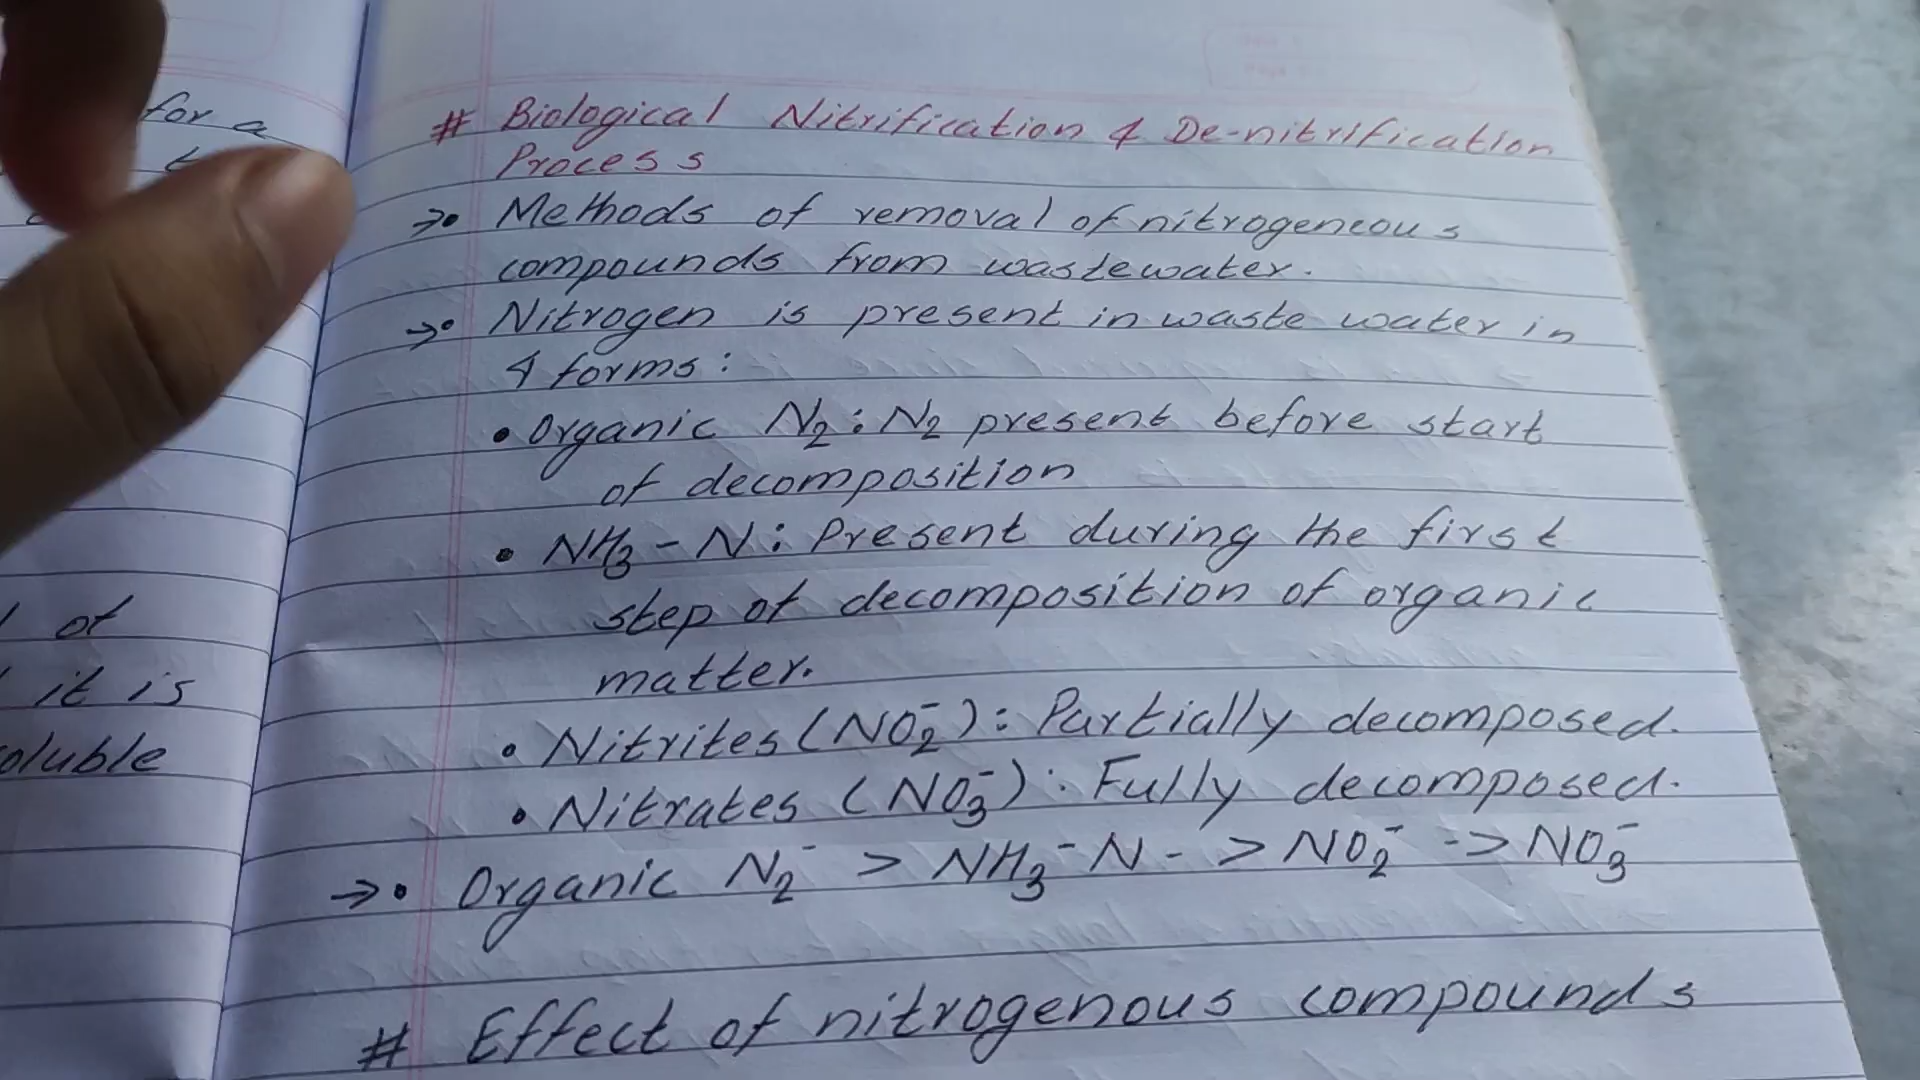 for a
t
of
it is
oluble
# Biological Nitrification & De-nitrification
Process
→• Methods of removal of nitrogeneous
compounds from wastewater.
→• Nitrogen is present in waste water in
4 forms:
• Organic N₂: N₂ present before start
of decomposition
• NH₃-N: Present during the first
step of decomposition of organic
matter.
• Nitrites (NO₂⁻): Partially decomposed.
• Nitrates (NO₃⁻): Fully decomposed.
→• Organic N₂⁻ > NH₃-N-> NO₂⁻ -> NO₃⁻
# Effect of nitrogenous compounds